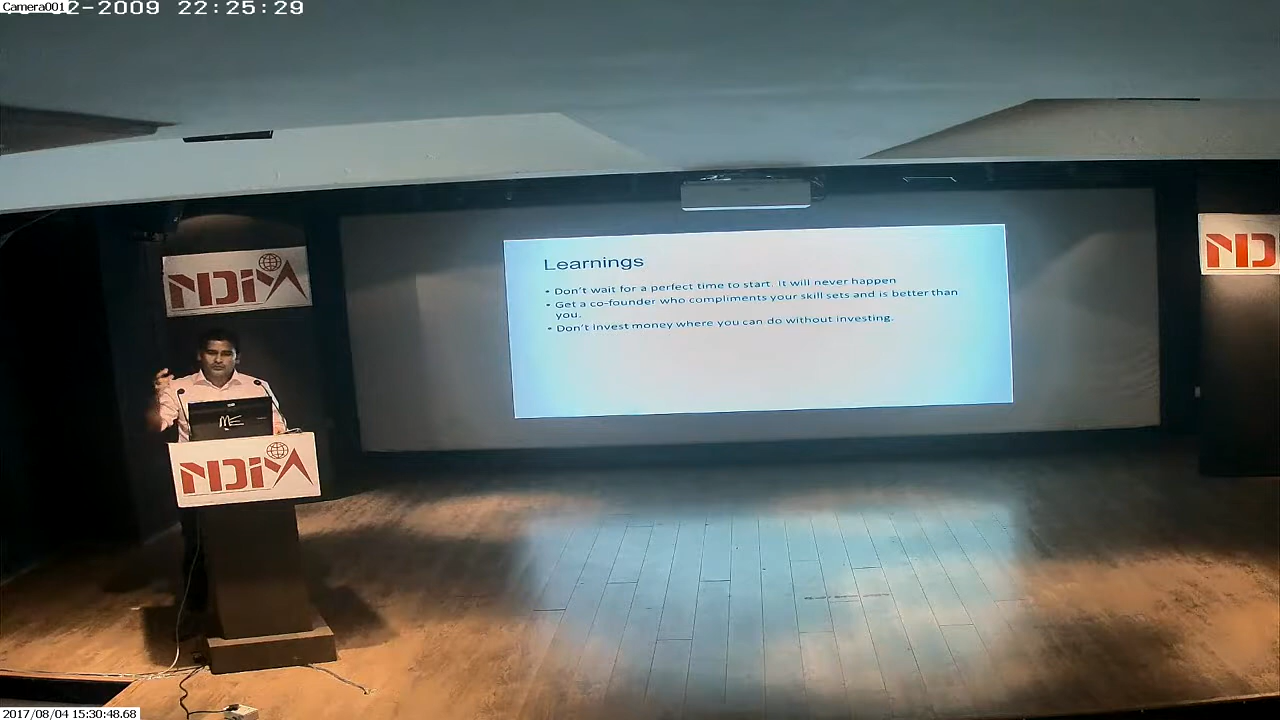 Camera001
2-2009 22:25:29
NDiM
ND
Learnings
• Don't wait for a perfect time to start. It will never happen
• Get a co-founder who compliments your skill sets and is better than
you.
• Don't invest money where you can do without investing.
ME
NDiM
2017/08/04 15:30:48.68